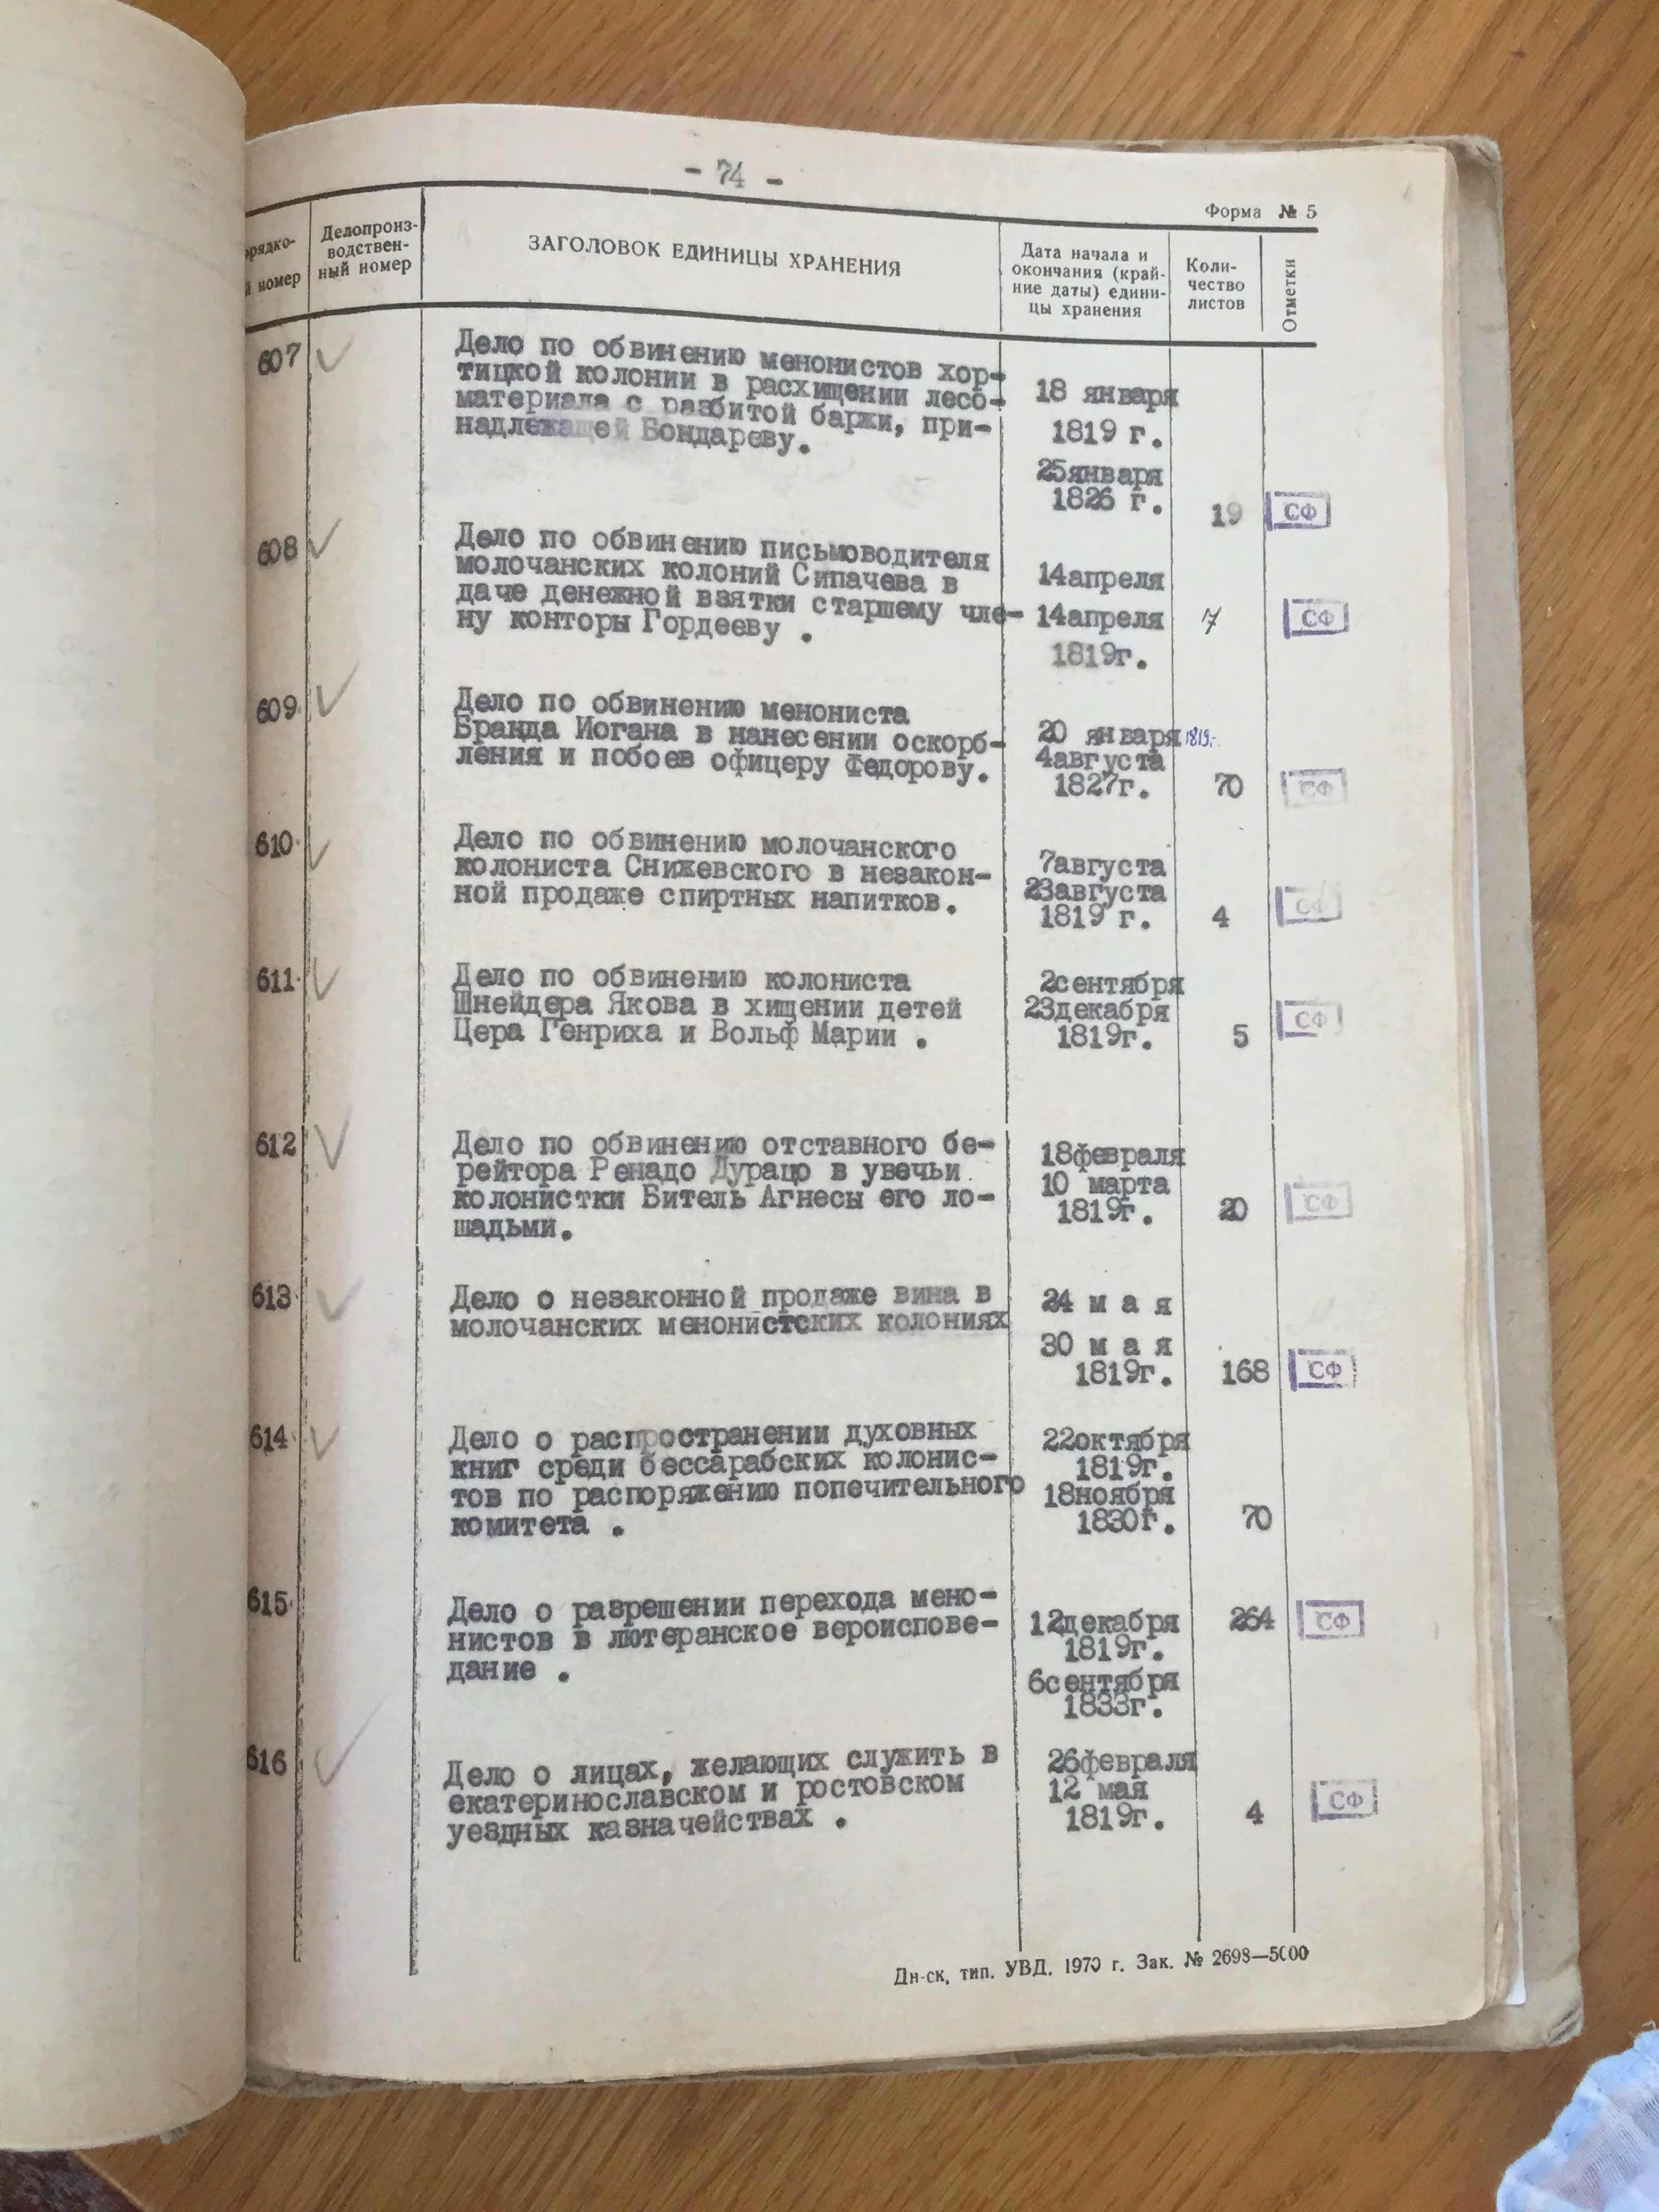 - 74 -
Форма № 5
рядко-
й номер
Делопроиз-
водствен-
ный номер
ЗАГОЛОВОК ЕДИНИЦЫ ХРАНЕНИЯ
Дата начала и
окончания (край-
ние даты) едини-
цы хранения
Коли-
чество
листов
Отметки
607
Дело по обвинению менонистов хор-
тицкой колонии в расхищении лесо-
материала с разбитой баржи, при-
надлежащей Бондареву.
18 января
1819 г.
25января
1826 г.
19
СФ
608
Дело по обвинению письмоводителя
молочанских колоний Сипачева в
даче денежной взятки старшему чле-
ну конторы Гордееву .
14апреля
14апреля
1819г.
7
СФ
609
Дело по обвинению менониста
Бранда Иогана в нанесении оскорб-
ления и побоев офицеру Федорову.
20 января 1819г.
4августа
1827г.
70
СФ
610
Дело по обвинению молочанского
колониста Снижевского в незакон-
ной продаже спиртных напитков.
7августа
23августа
1819 г.
4
СФ
611
Дело по обвинению колониста
Шнейдера Якова в хищении детей
Цера Генриха и Вольф Марии .
2сентября
23декабря
1819г.
5
СФ
612
Дело по обвинению отставного бе-
рейтора Ренадо Дурацо в увечьи
колонистки Битель Агнесы его ло-
шадьми.
18февраля
10 марта
1819г.
20
СФ
613
Дело о незаконной продаже вина в
молочанских менонистских колониях
24 м а я
30 м а я
1819г.
168
СФ
614
Дело о распространении духовных
книг среди бессарабских колонис-
тов по распоряжению попечительного
комитета .
22октября
1819г.
18ноября
1830г.
70
615
Дело о разрешении перехода мено-
нистов в лютеранское вероиспове-
дание .
12декабря
1819г.
6сентября
1833г.
264
СФ
616
Дело о лицах, желающих служить в
екатеринославском и ростовском
уездных казначействах .
26февраля
12 мая
1819г.
4
СФ
Дн-ск, тип. УВД. 1970 г. Зак. № 2698—5000